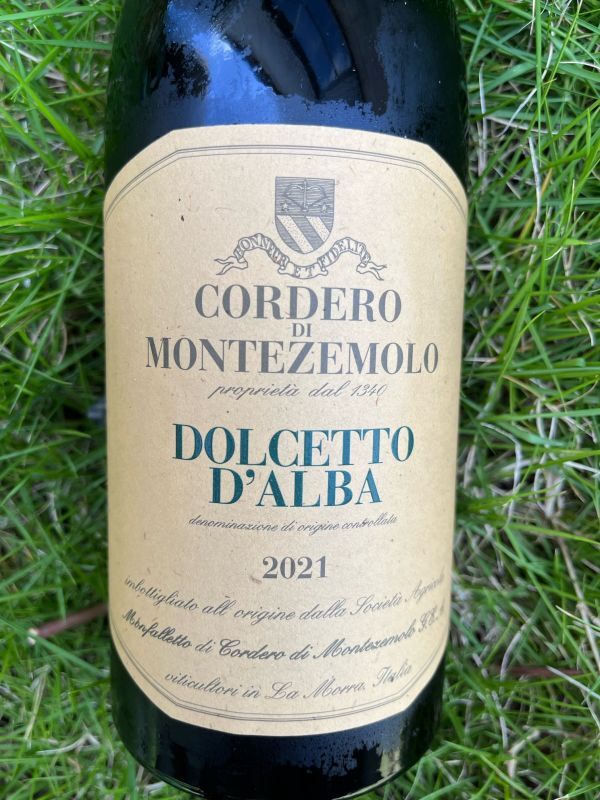 HONNEUR ET FIDELITE
CORDERO
DI
MONTEZEMOLO
proprietà dal 1340
DOLCETTO
D'ALBA
denominazione di origine controllata
2021
imbottigliato all'origine dalla Società Agricola
Monfalletto di Cordero di Montezemolo
viticultori in La Morra, Italia